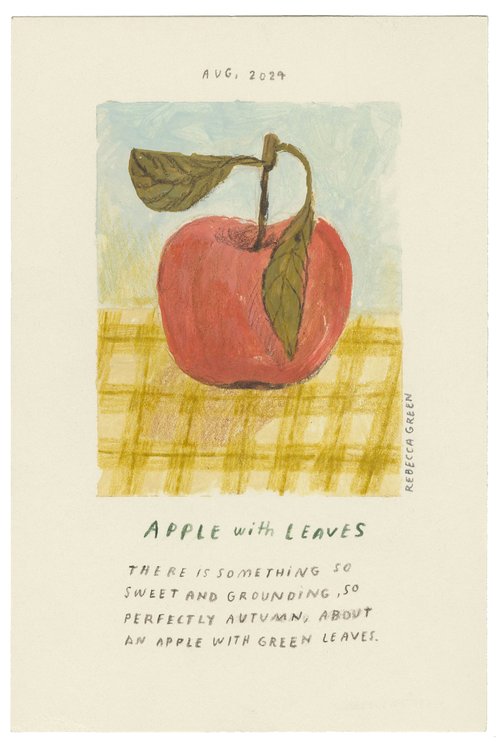 AUG, 2024
REBECCA GREEN
APPLE with LEAVES
THERE IS SOMETHING SO
SWEET AND GROUNDING, SO
PERFECTLY AUTUMN, ABOUT
AN APPLE WITH GREEN LEAVES.